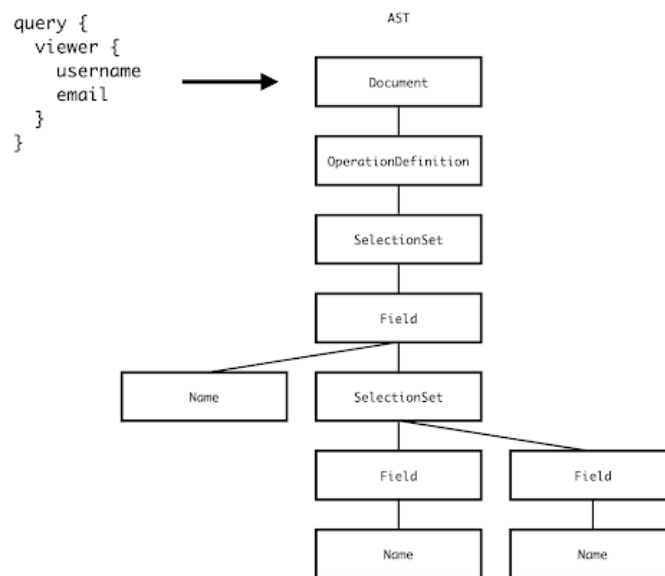 query {
  viewer {
    username
    email
  }
}
AST
Document
OperationDefinition
SelectionSet
Field
Name
SelectionSet
Field
Field
Name
Name